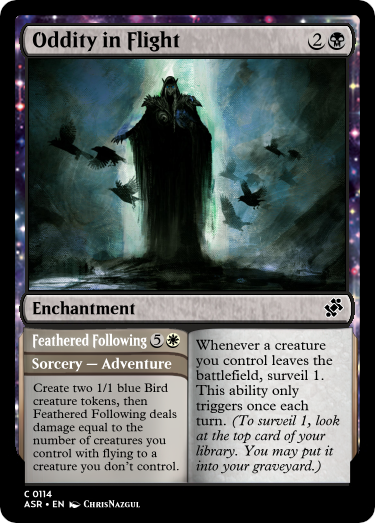 Oddity in Flight 2
Enchantment
Feathered Following 5
Sorcery — Adventure
Create two 1/1 blue Bird
creature tokens, then
Feathered Following deals
damage equal to the
number of creatures you
control with flying to a
creature you don't control.
Whenever a creature
you control leaves the
battlefield, surveil 1.
This ability only
triggers once each
turn. (To surveil 1, look
at the top card of your
library. You may put it
into your graveyard.)
C 0114
ASR • EN ChrisNazgul